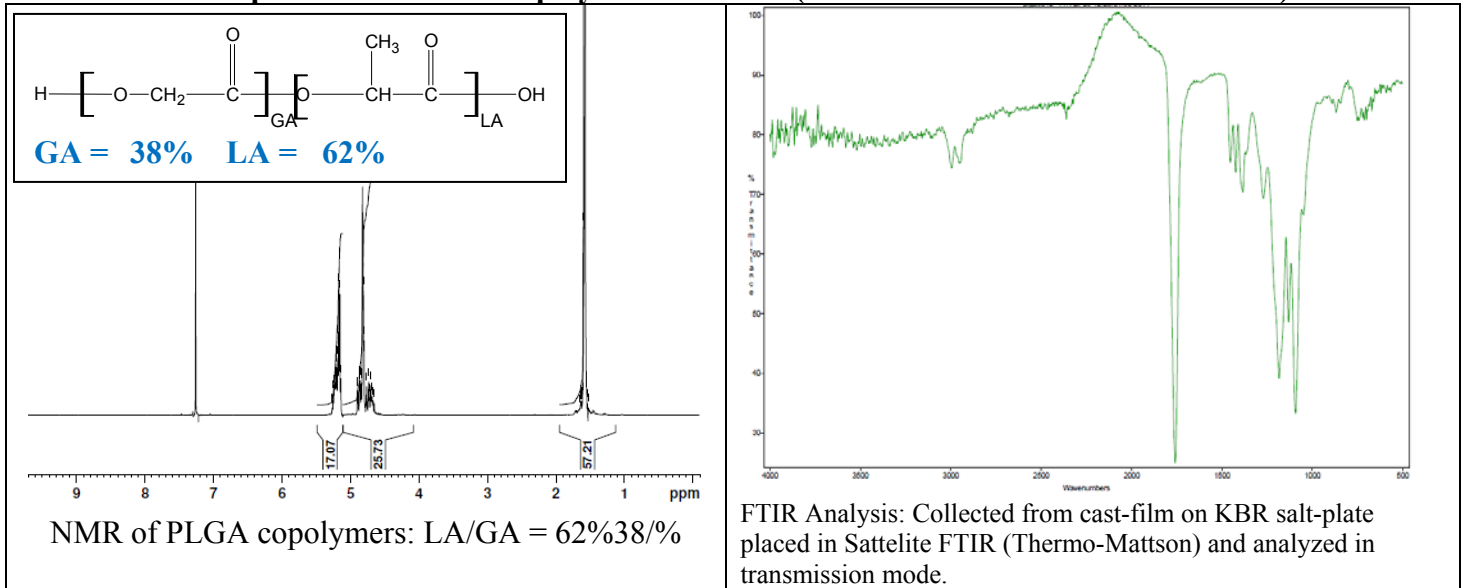 O
CH3
O
H
O
CH2
C
O
CH
C
OH
GA
LA
GA = 38% LA = 62%
17.07
25.73
57.21
9 8 7 6 5 4 3 2 1 ppm
NMR of PLGA copolymers: LA/GA = 62%38/%
100
90
80
% Transmittance
70
60
50
40
30
4000 3500 3000 2500 2000 1500 1000 500
Wavenumbers
FTIR Analysis: Collected from cast-film on KBR salt-plate
placed in Sattelite FTIR (Thermo-Mattson) and analyzed in
transmission mode.